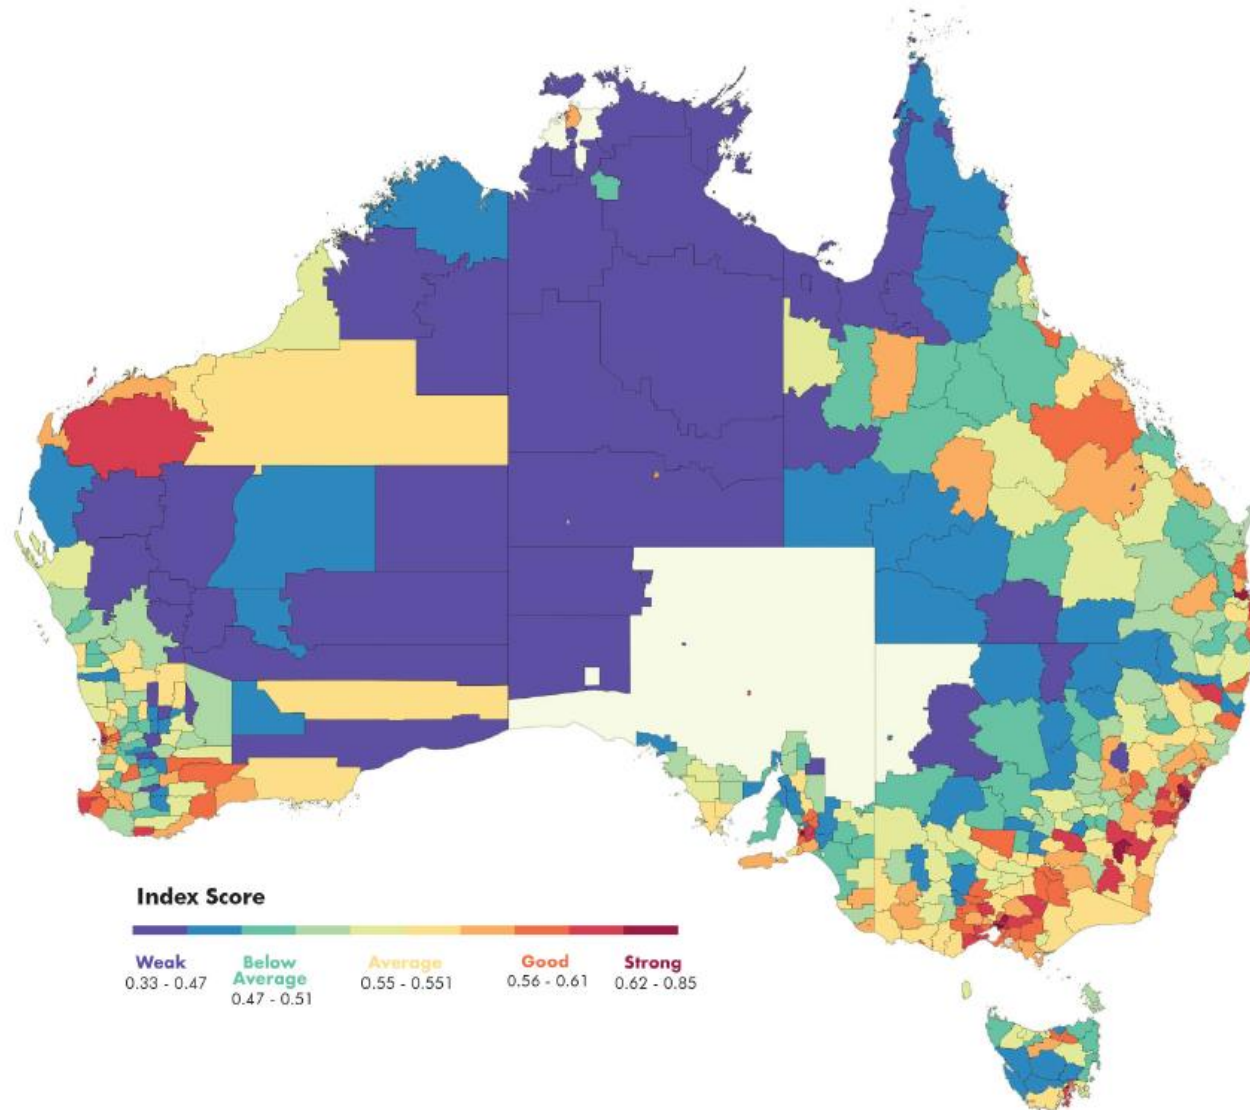 Index Score
Weak
0.33 - 0.47
Below
Average
0.47 - 0.51
Average
0.55 - 0.551
Good
0.56 - 0.61
Strong
0.62 - 0.85